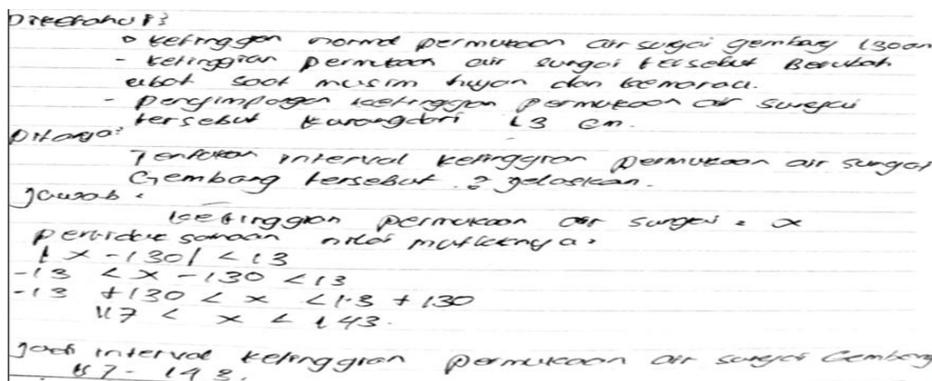 Diketahui:
- Ketinggian normal permukaan air sungai gembang 130cm
- Ketinggian permukaan air sungai tersebut Berubah
akibat saat musim hujan dan kemarau.
- Penyimpangan ketinggian permukaan air sungai
tersebut kurang dari 13 cm.
Ditanya:
Tentukan interval ketinggian permukaan air sungai
Gembang tersebut.? jelaskan.
Jawab:
ketinggian permukaan air sungai = x
Pertidaksamaan nilai mutlaknya:
|x - 130| < 13
-13 < x - 130 < 13
-13 + 130 < x < 13 + 130
117 < x < 143.
Jadi interval ketinggian permukaan air sungai Gembang
117 - 143.